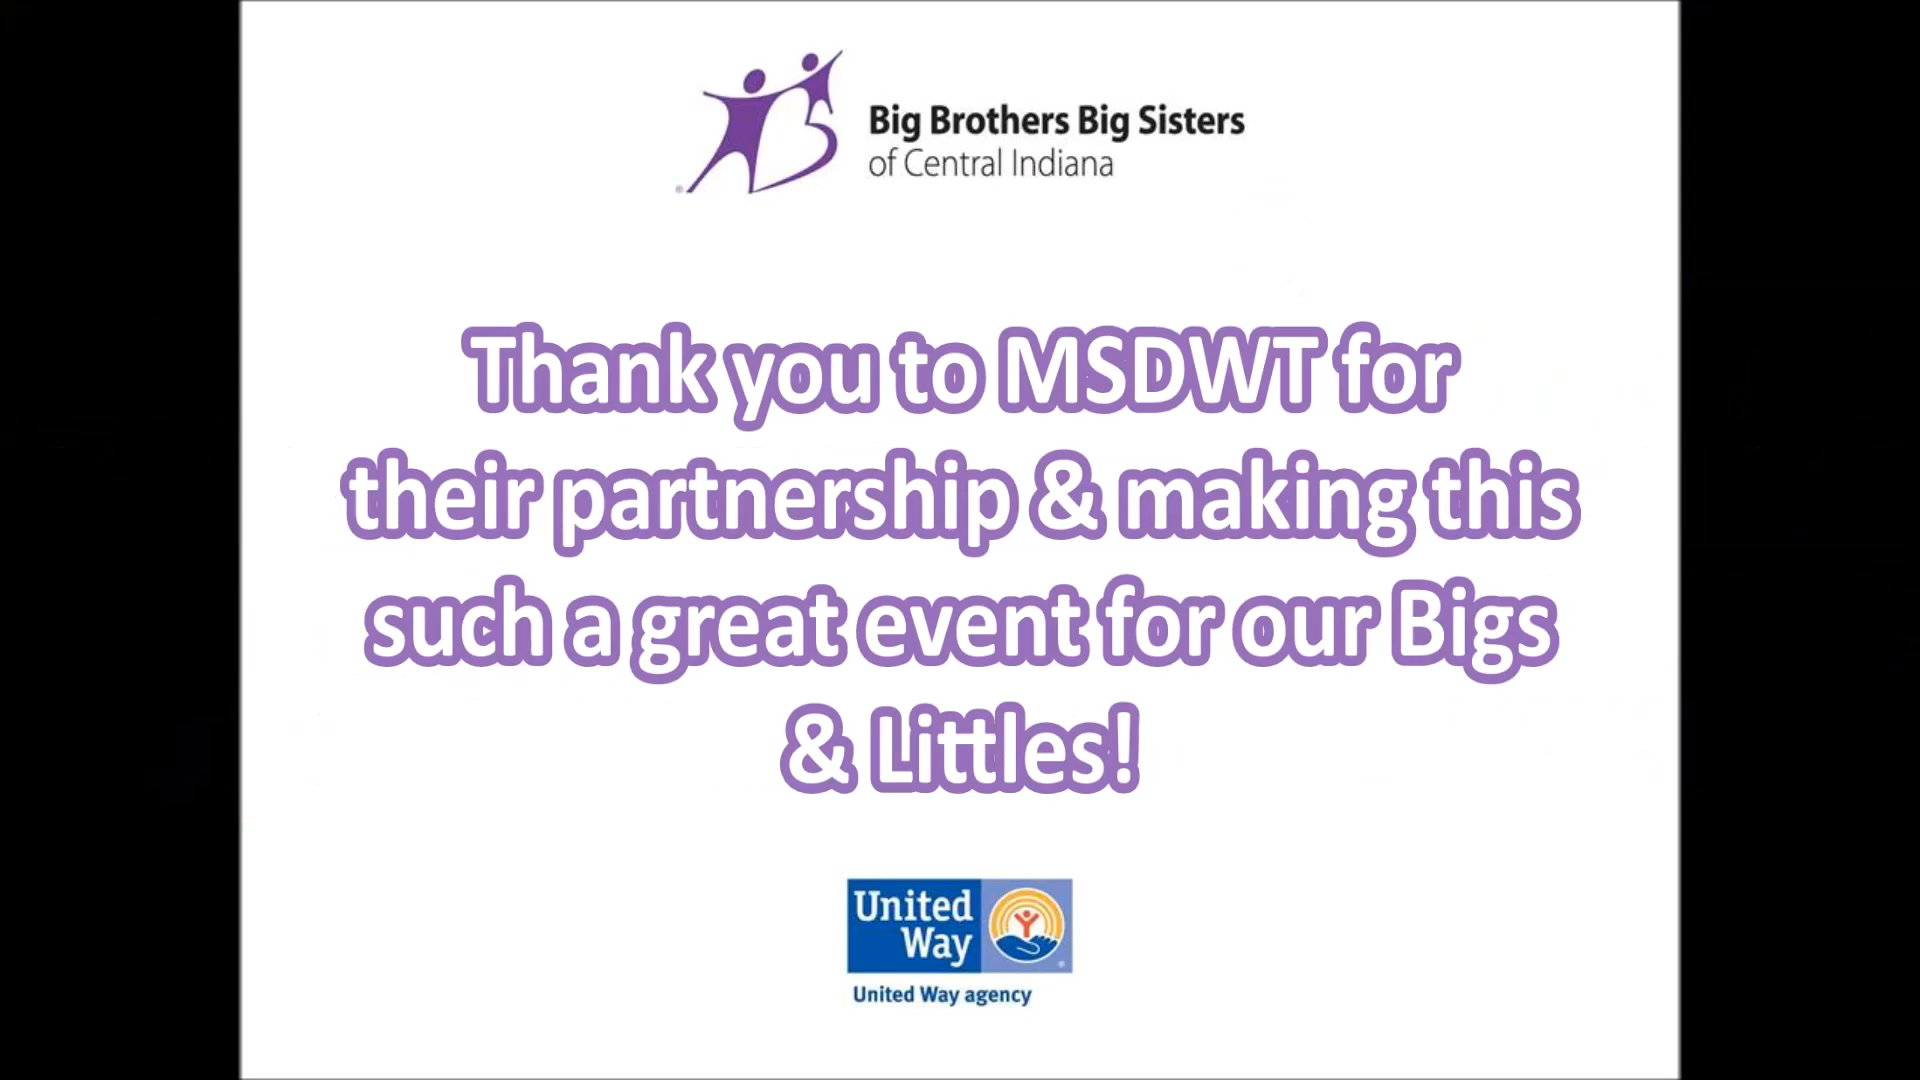 Big Brothers Big Sisters
of Central Indiana
Thank you to MSDWT for
their partnership & making this
such a great event for our Bigs
& Littles!
United
Way
United Way agency